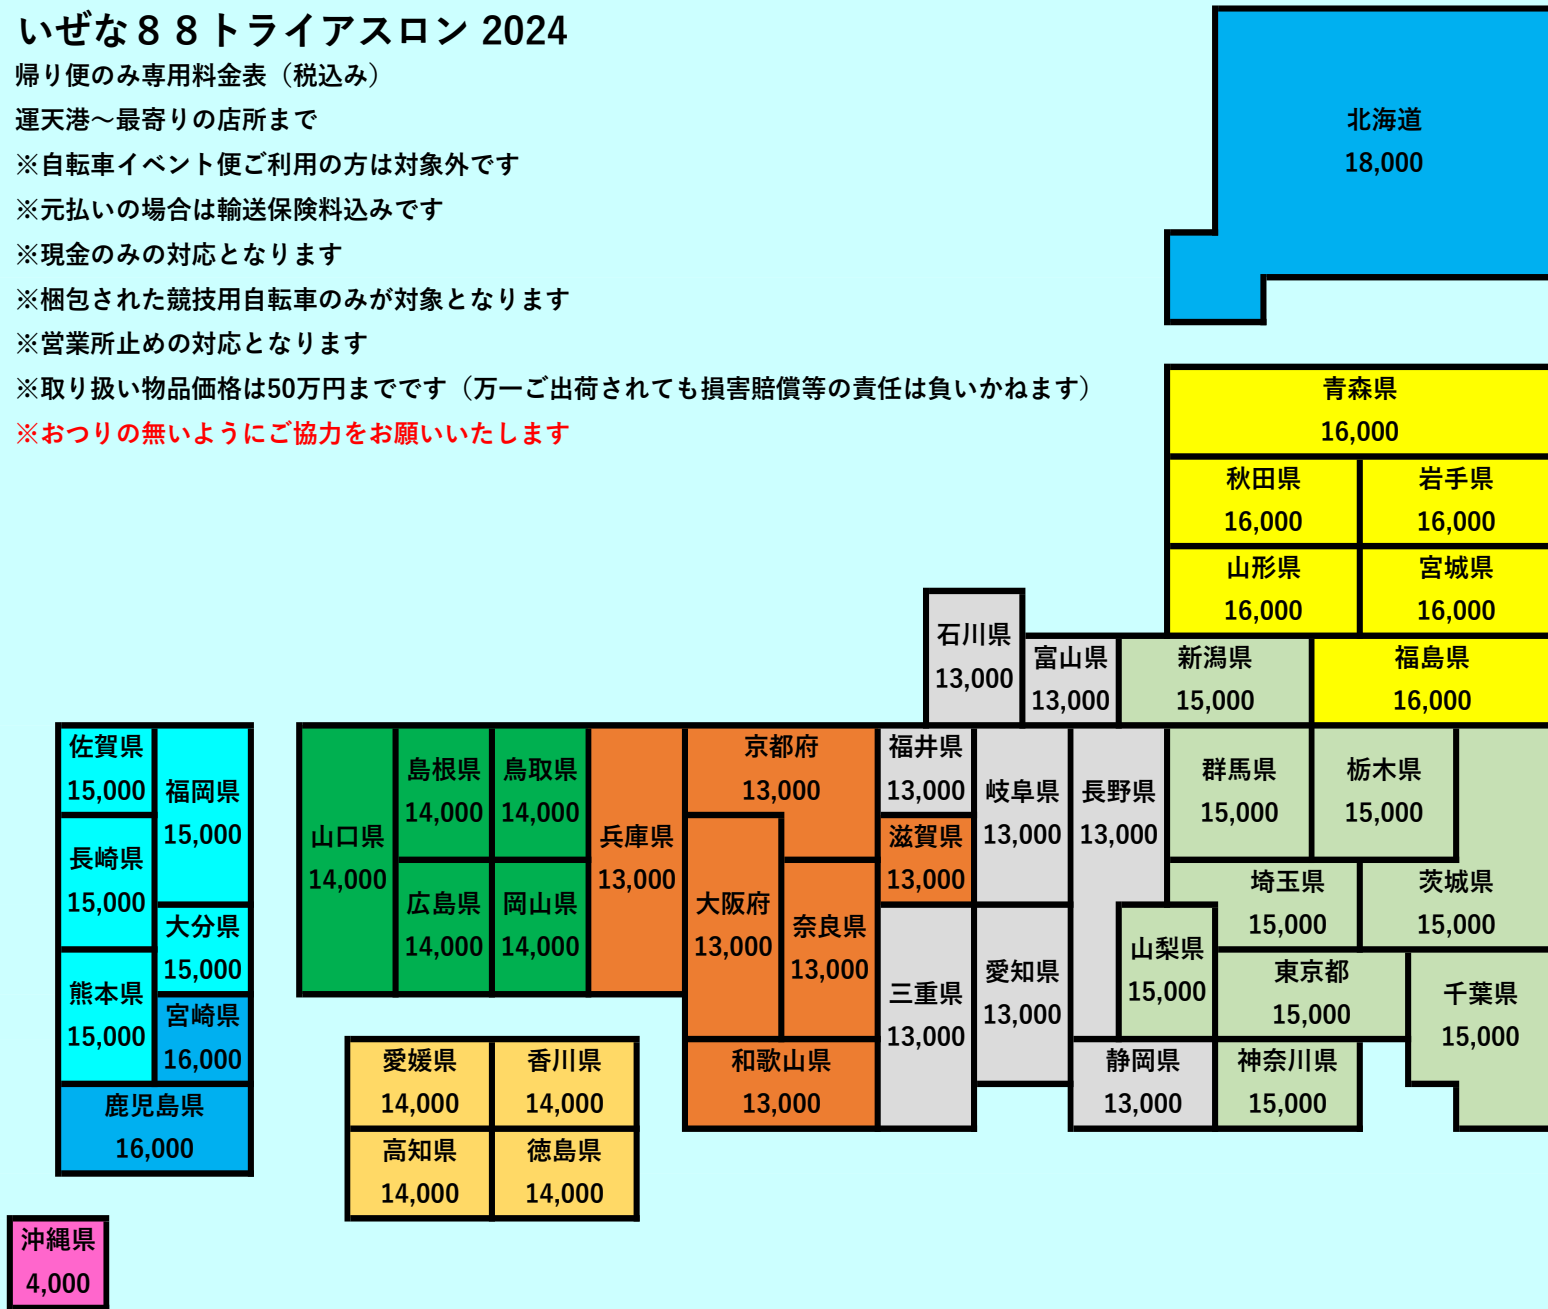 いぜな８８トライアスロン 2024
帰り便のみ専用料金表（税込み）
運天港～最寄りの店所まで
※自転車イベント便ご利用の方は対象外です
※元払いの場合は輸送保険料込みです
※現金のみの対応となります
※梱包された競技用自転車のみが対象となります
※営業所止めの対応となります
※取り扱い物品価格は50万円までです（万一ご出荷されても損害賠償等の責任は負いかねます）
※おつりの無いようにご協力をお願いいたします
北海道
18,000
青森県
16,000
秋田県
16,000
岩手県
16,000
山形県
16,000
宮城県
16,000
石川県
13,000
富山県
13,000
新潟県
15,000
福島県
16,000
佐賀県
15,000
福岡県
15,000
長崎県
15,000
大分県
15,000
熊本県
15,000
宮崎県
16,000
鹿児島県
16,000
沖縄県
4,000
山口県
14,000
島根県
14,000
鳥取県
14,000
広島県
14,000
岡山県
14,000
兵庫県
13,000
京都府
13,000
大阪府
13,000
奈良県
13,000
和歌山県
13,000
福井県
13,000
滋賀県
13,000
三重県
13,000
岐阜県
13,000
愛知県
13,000
長野県
13,000
静岡県
13,000
群馬県
15,000
栃木県
15,000
埼玉県
15,000
茨城県
15,000
山梨県
15,000
東京都
15,000
千葉県
15,000
神奈川県
15,000
愛媛県
14,000
香川県
14,000
高知県
14,000
徳島県
14,000